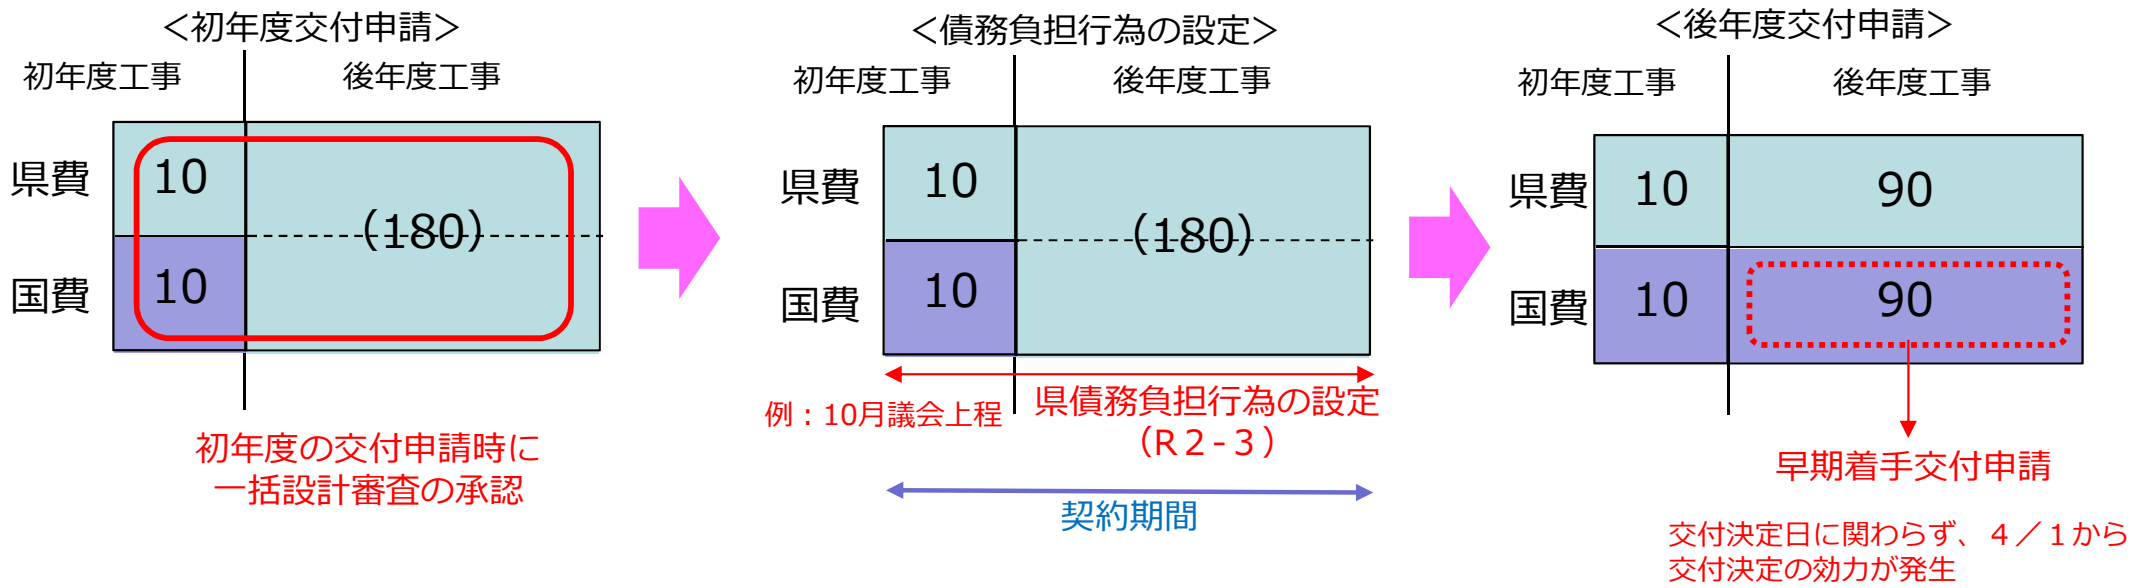 ＜初年度交付申請＞
初年度工事
後年度工事
県費
10
（180）
国費
10
初年度の交付申請時に
一括設計審査の承認
＜債務負担行為の設定＞
初年度工事
後年度工事
県費
10
（180）
国費
10
例：10月議会上程
県債務負担行為の設定
（Ｒ２-３）
契約期間
＜後年度交付申請＞
初年度工事
後年度工事
県費
10
90
国費
10
90
早期着手交付申請
交付決定日に関わらず、４／１から
交付決定の効力が発生